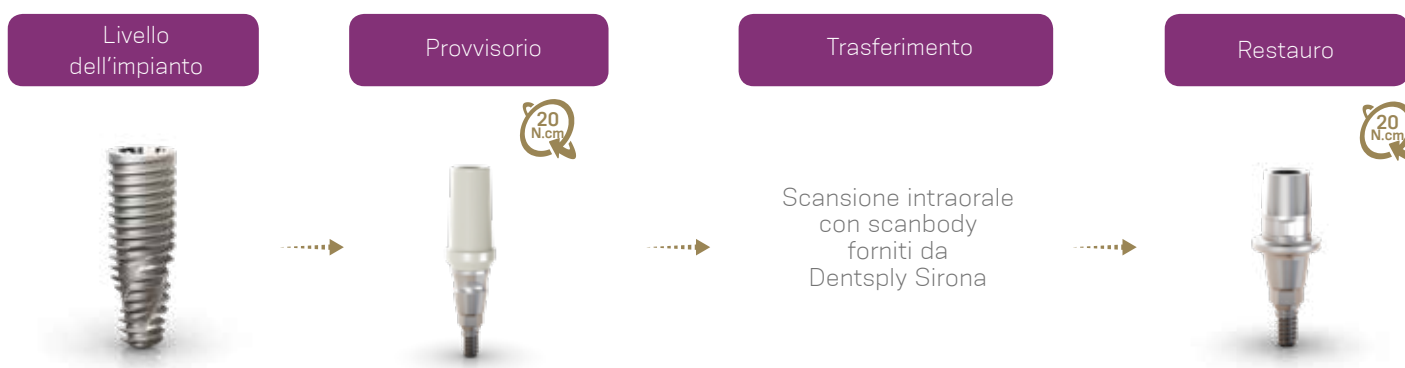 Livello
dell'impianto
Provvisorio
Trasferimento
Restauro
20
N.cm
20
N.cm
Scansione intraorale
con scanbody
forniti da
Dentsply Sirona